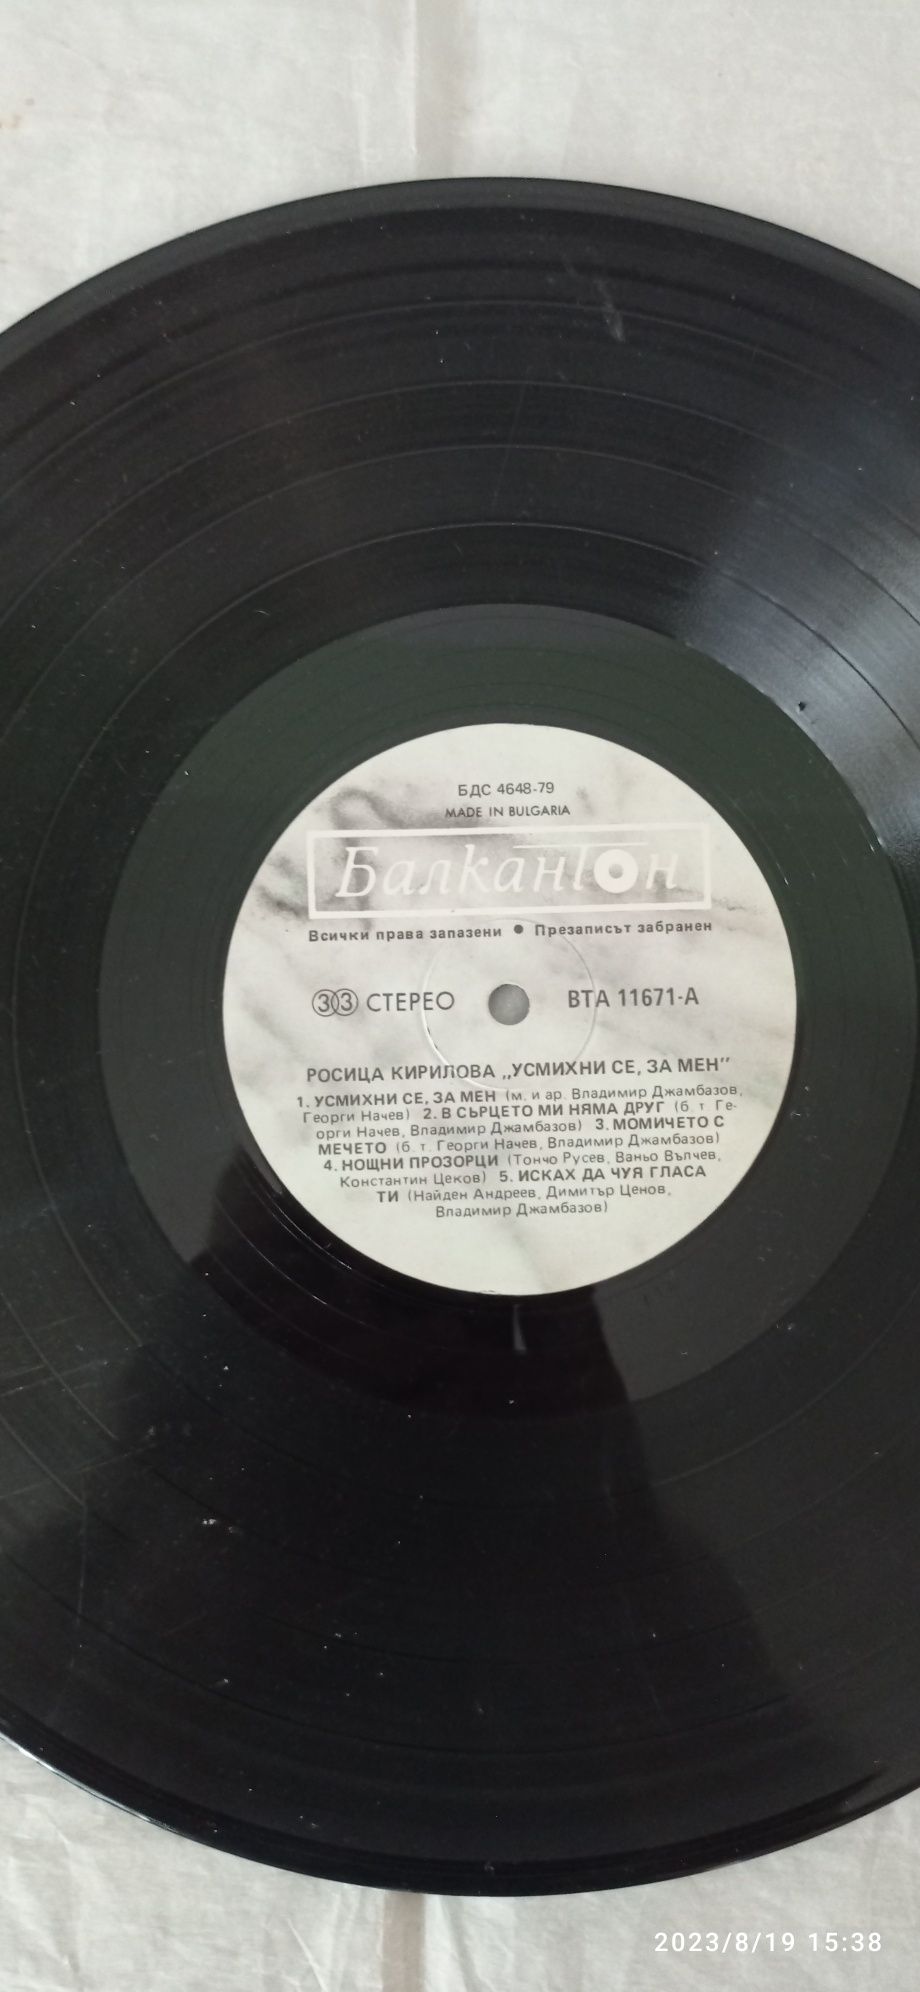 БДС 4648-79
MADE IN BULGARIA
Балкантон
Всички права запазени ● Презаписът забранен
33 СТЕРЕО ВТА 11671-А
РОСИЦА КИРИЛОВА „УСМИХНИ СЕ, ЗА МЕН"
1. УСМИХНИ СЕ, ЗА МЕН (м. и ар. Владимир Джамбазов,
Георги Начев) 2. В СЪРЦЕТО МИ НЯМА ДРУГ (б. т. Ге-
орги Начев, Владимир Джамбазов) 3. МОМИЧЕТО С
МЕЧЕТО (б. т. Георги Начев, Владимир Джамбазов)
4. НОЩНИ ПРОЗОРЦИ (Тончо Русев, Ваньо Вълчев,
Константин Цеков) 5. ИСКАХ ДА ЧУЯ ГЛАСА
ТИ (Найден Андреев, Димитър Ценов,
Владимир Джамбазов)
2023/8/19 15:38